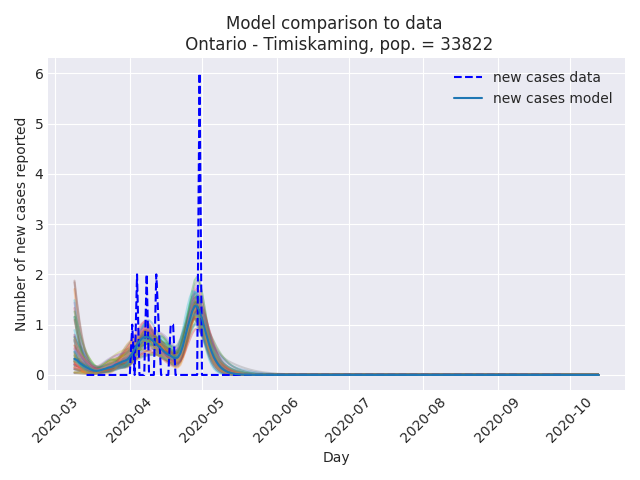 Model comparison to data
Ontario - Timiskaming, pop. = 33822
new cases data
new cases model
Number of new cases reported
6
5
4
3
2
1
0
2020-03
2020-04
2020-05
2020-06
2020-07
2020-08
2020-09
2020-10
Day